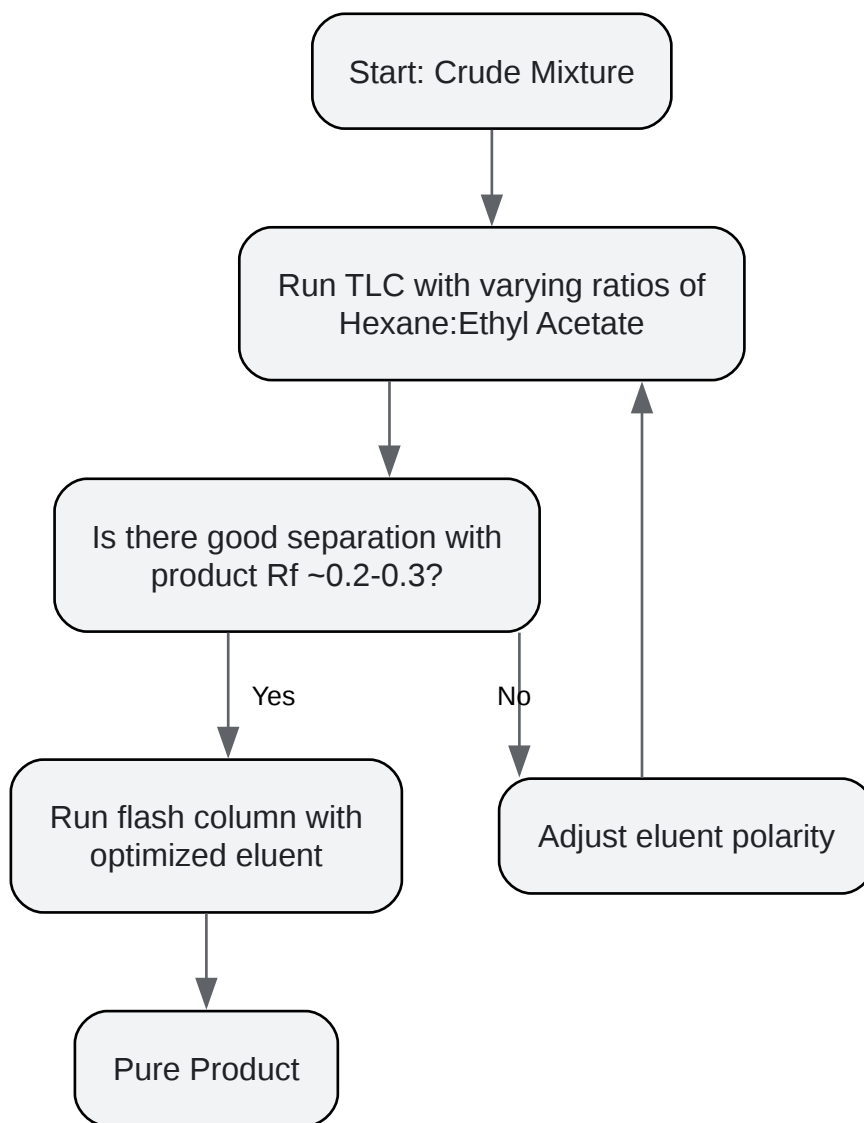 Start: Crude Mixture
Run TLC with varying ratios of
Hexane:Ethyl Acetate
Is there good separation with
product Rf ~0.2-0.3?
Yes
No
Run flash column with
optimized eluent
Adjust eluent polarity
Pure Product